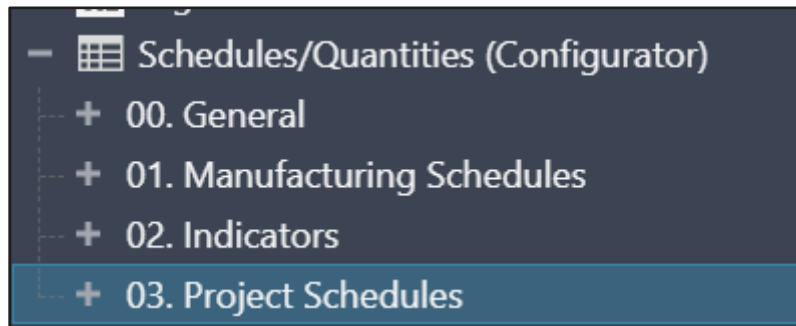 Schedules/Quantities (Configurator)
00. General
01. Manufacturing Schedules
02. Indicators
03. Project Schedules